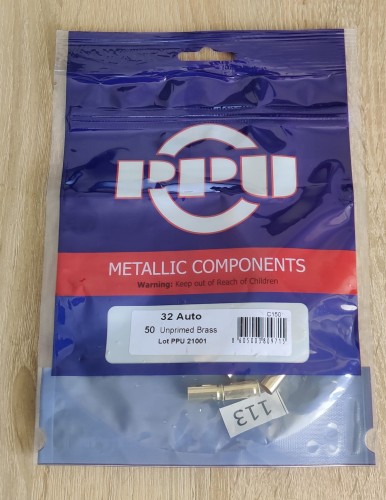 PPU
METALLIC COMPONENTS
Warning: Keep out of Reach of Children
32 Auto
C150
50 Unprimed Brass
Lot PPU 21001
113